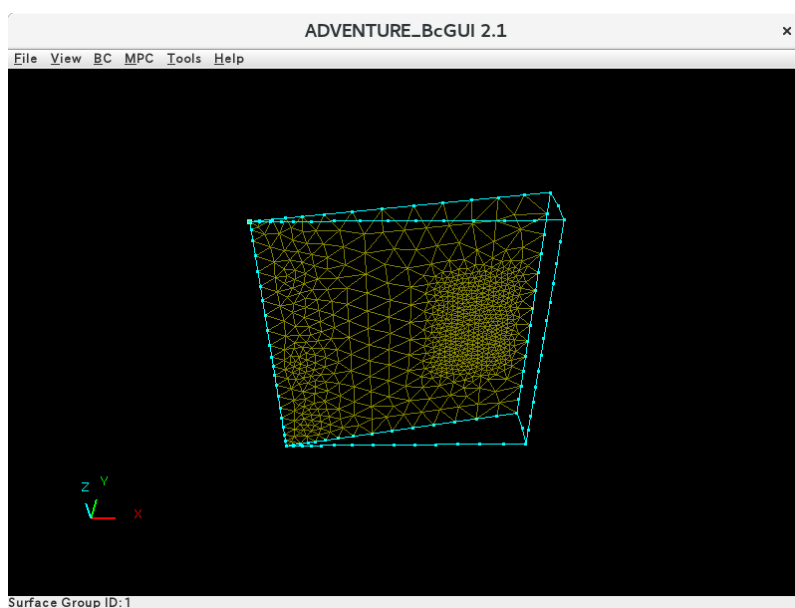 ADVENTURE_BcGUI 2.1
File View BC MPC Tools Help
Z Y
X
Surface Group ID:1